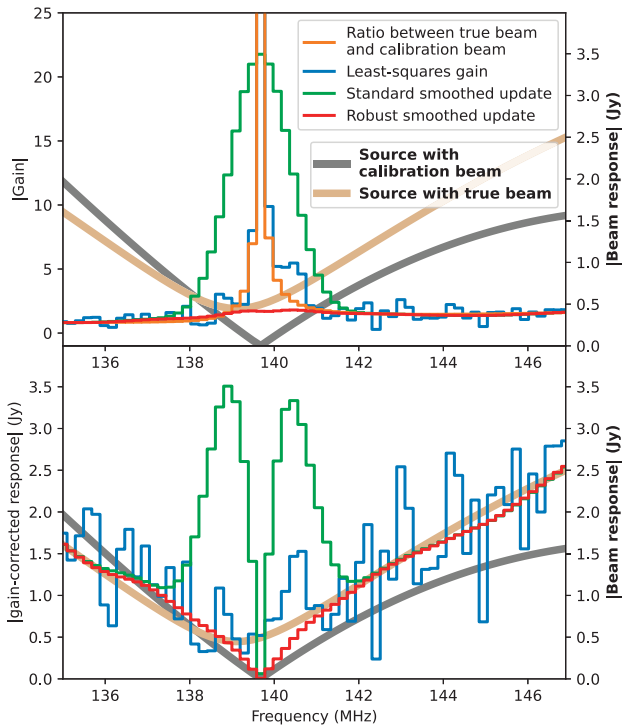 25
20
15
10
5
0
|Gain|
Ratio between true beam
and calibration beam
Least-squares gain
Standard smoothed update
Robust smoothed update
Source with
calibration beam
Source with true beam
3.5
3.0
2.5
2.0
1.5
1.0
0.5
0.0
|Beam response| (Jy)
136 138 140 142 144 146
3.5
3.0
2.5
2.0
1.5
1.0
0.5
0.0
|gain-corrected response| (Jy)
3.5
3.0
2.5
2.0
1.5
1.0
0.5
0.0
|Beam response| (Jy)
136 138 140 142 144 146
Frequency (MHz)